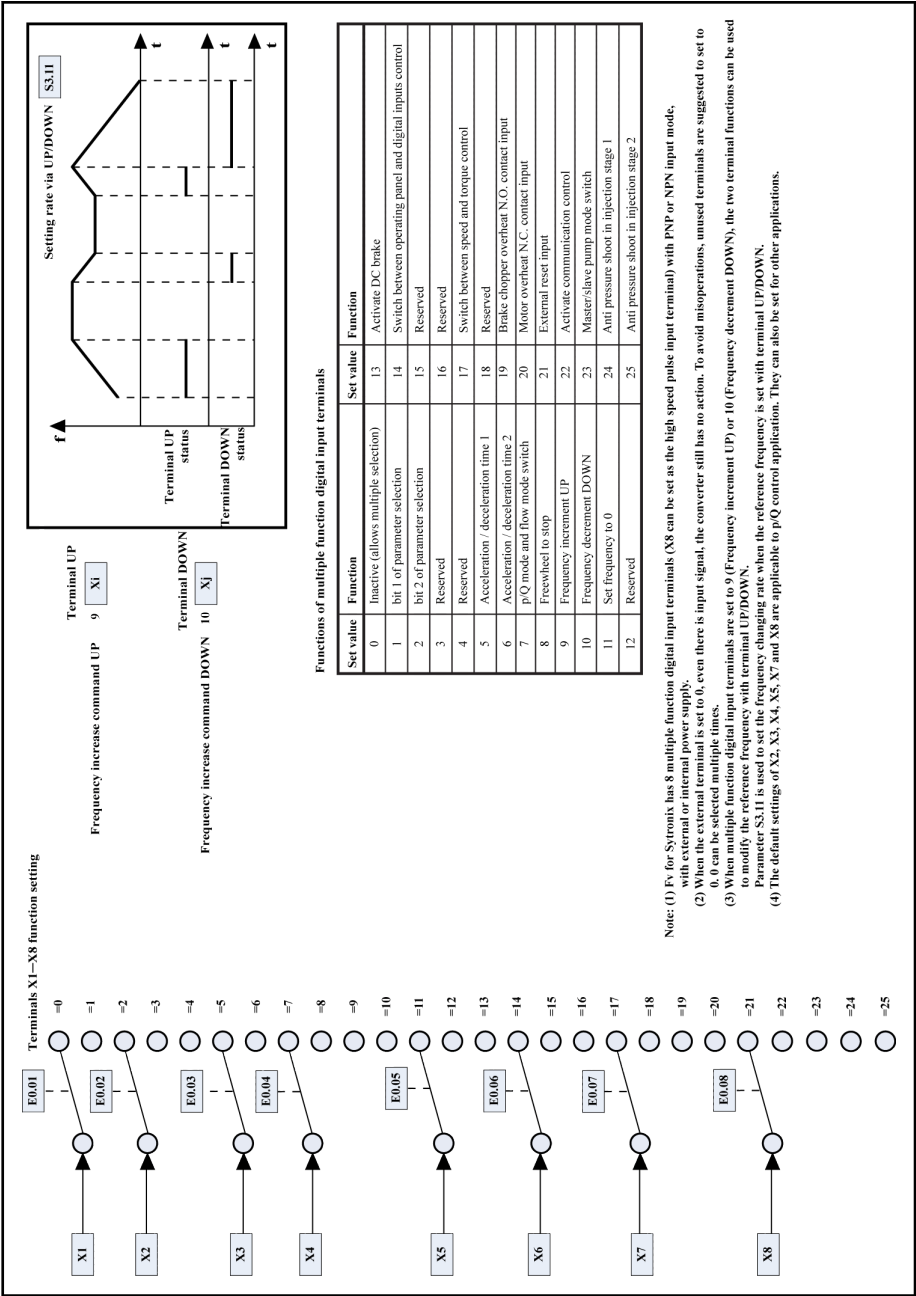 Terminals X1—X8 function setting
X1
X2
X3
X4
X5
X6
X7
X8
E0.01
E0.02
E0.03
E0.04
E0.05
E0.06
E0.07
E0.08
=0
=1
=2
=3
=4
=5
=6
=7
=8
=9
=10
=11
=12
=13
=14
=15
=16
=17
=18
=19
=20
=21
=22
=23
=24
=25
Terminal UP
Frequency increase command UP 9 Xi
Terminal DOWN
Frequency increase command DOWN 10 Xj
Setting rate via UP/DOWN S3.11
f
t
Terminal UP
status
t
Terminal DOWN
status
t
Functions of multiple function digital input terminals
Set value Function Set value Function
0 Inactive (allows multiple selection) 13 Activate DC brake
1 bit 1 of parameter selection 14 Switch between operating panel and digital inputs control
2 bit 2 of parameter selection 15 Reserved
3 Reserved 16 Reserved
4 Reserved 17 Switch between speed and torque control
5 Acceleration / deceleration time 1 18 Reserved
6 Acceleration / deceleration time 2 19 Brake chopper overheat N.O. contact input
7 p/Q mode and flow mode switch 20 Motor overheat N.C. contact input
8 Freewheel to stop 21 External reset input
9 Frequency increment UP 22 Activate communication control
10 Frequency decrement DOWN 23 Master/slave pump mode switch
11 Set frequency to 0 24 Anti pressure shoot in injection stage 1
12 Reserved 25 Anti pressure shoot in injection stage 2
Note: (1) Fv for Sytronix has 8 multiple function digital input terminals (X8 can be set as the high speed pulse input terminal) with PNP or NPN input mode,
with external or internal power supply.
(2) When the external terminal is set to 0, even there is input signal, the converter still has no action. To avoid misoperations, unused terminals are suggested to set to
0. 0 can be selected multiple times.
(3) When multiple function digital input terminals are set to 9 (Frequency increment UP) or 10 (Frequency decrement DOWN), the two terminal functions can be used
to modify the reference frequency with terminal UP/DOWN.
Parameter S3.11 is used to set the frequency changing rate when the reference frequency is set with terminal UP/DOWN.
(4) The default settings of X2, X3, X4, X5, X7 and X8 are applicable to p/Q control application. They can also be set for other applications.